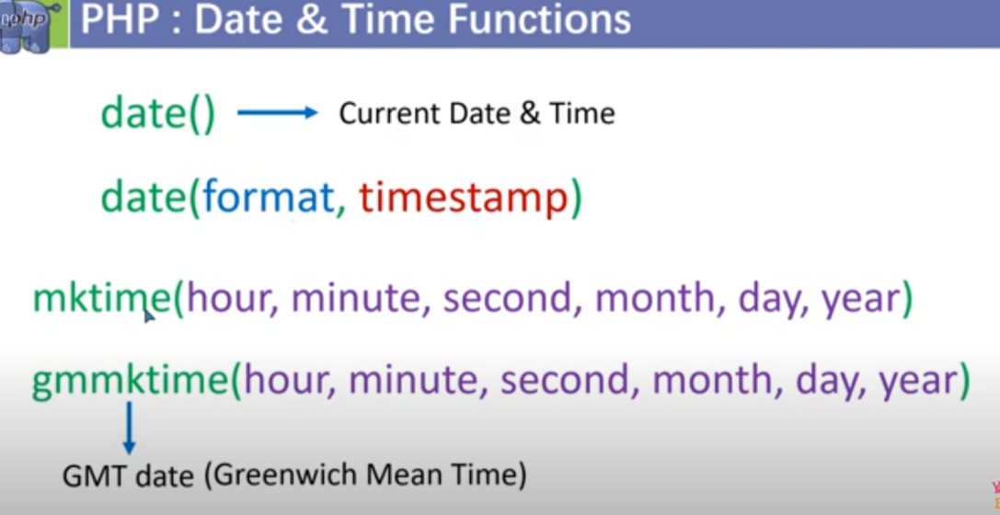 php
PHP : Date & Time Functions
date() Current Date & Time
date(format, timestamp)
mktime(hour, minute, second, month, day, year)
gmmktime(hour, minute, second, month, day, year)
GMT date (Greenwich Mean Time)